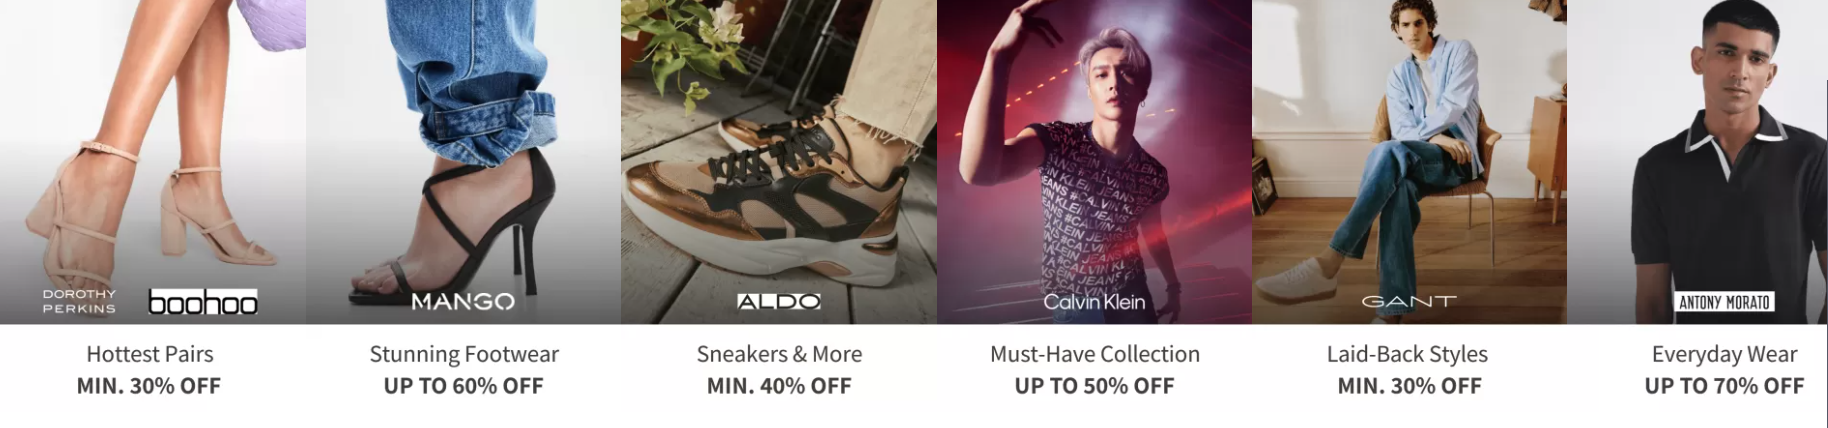 DOROTHY
PERKINS
boohoo
Hottest Pairs
MIN. 30% OFF
MANGO
Stunning Footwear
UP TO 60% OFF
ALDO
Sneakers & More
MIN. 40% OFF
Calvin Klein
Must-Have Collection
UP TO 50% OFF
GANT
Laid-Back Styles
MIN. 30% OFF
ANTONY MORATO
Everyday Wear
UP TO 70% OFF